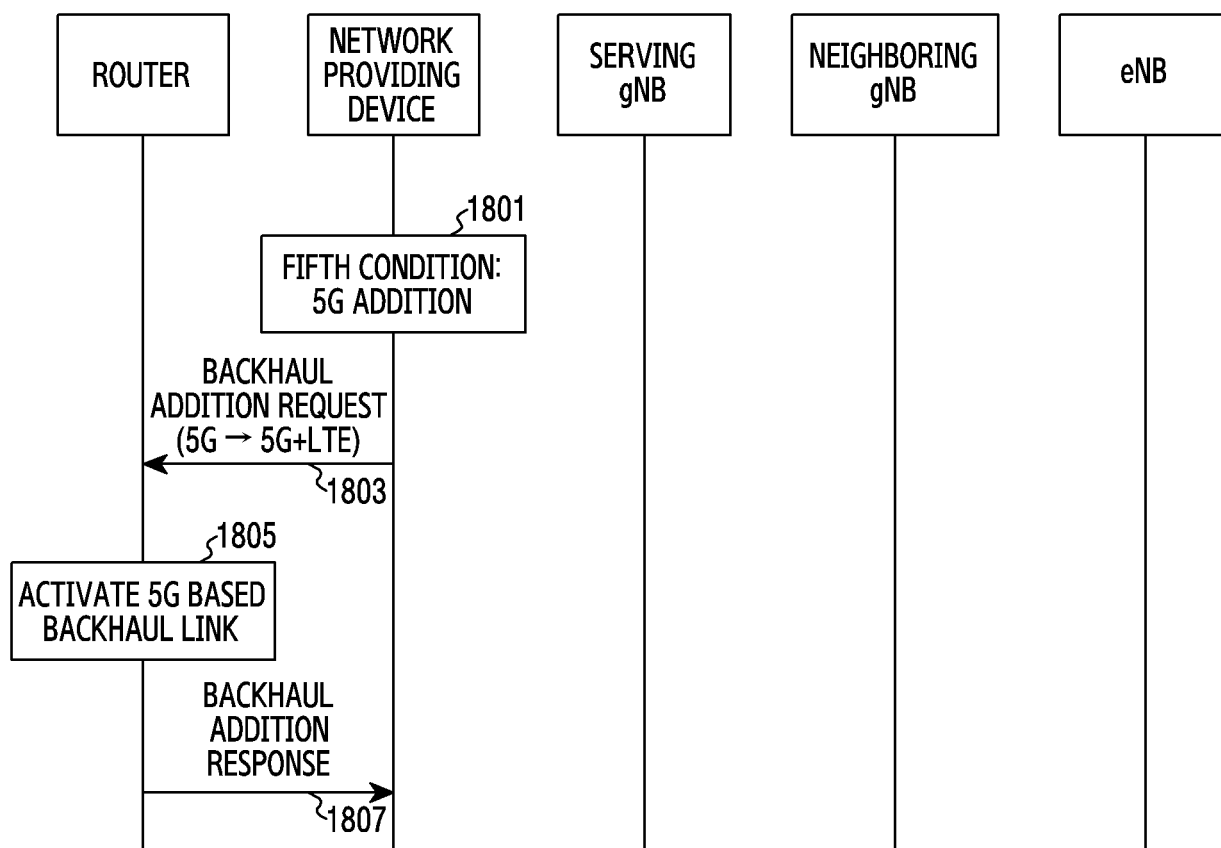 ROUTER
NETWORK
PROVIDING
DEVICE
SERVING
gNB
NEIGHBORING
gNB
eNB
1801
FIFTH CONDITION:
5G ADDITION
BACKHAUL
ADDITION REQUEST
(5G → 5G+LTE)
1803
1805
ACTIVATE 5G BASED
BACKHAUL LINK
BACKHAUL
ADDITION
RESPONSE
1807